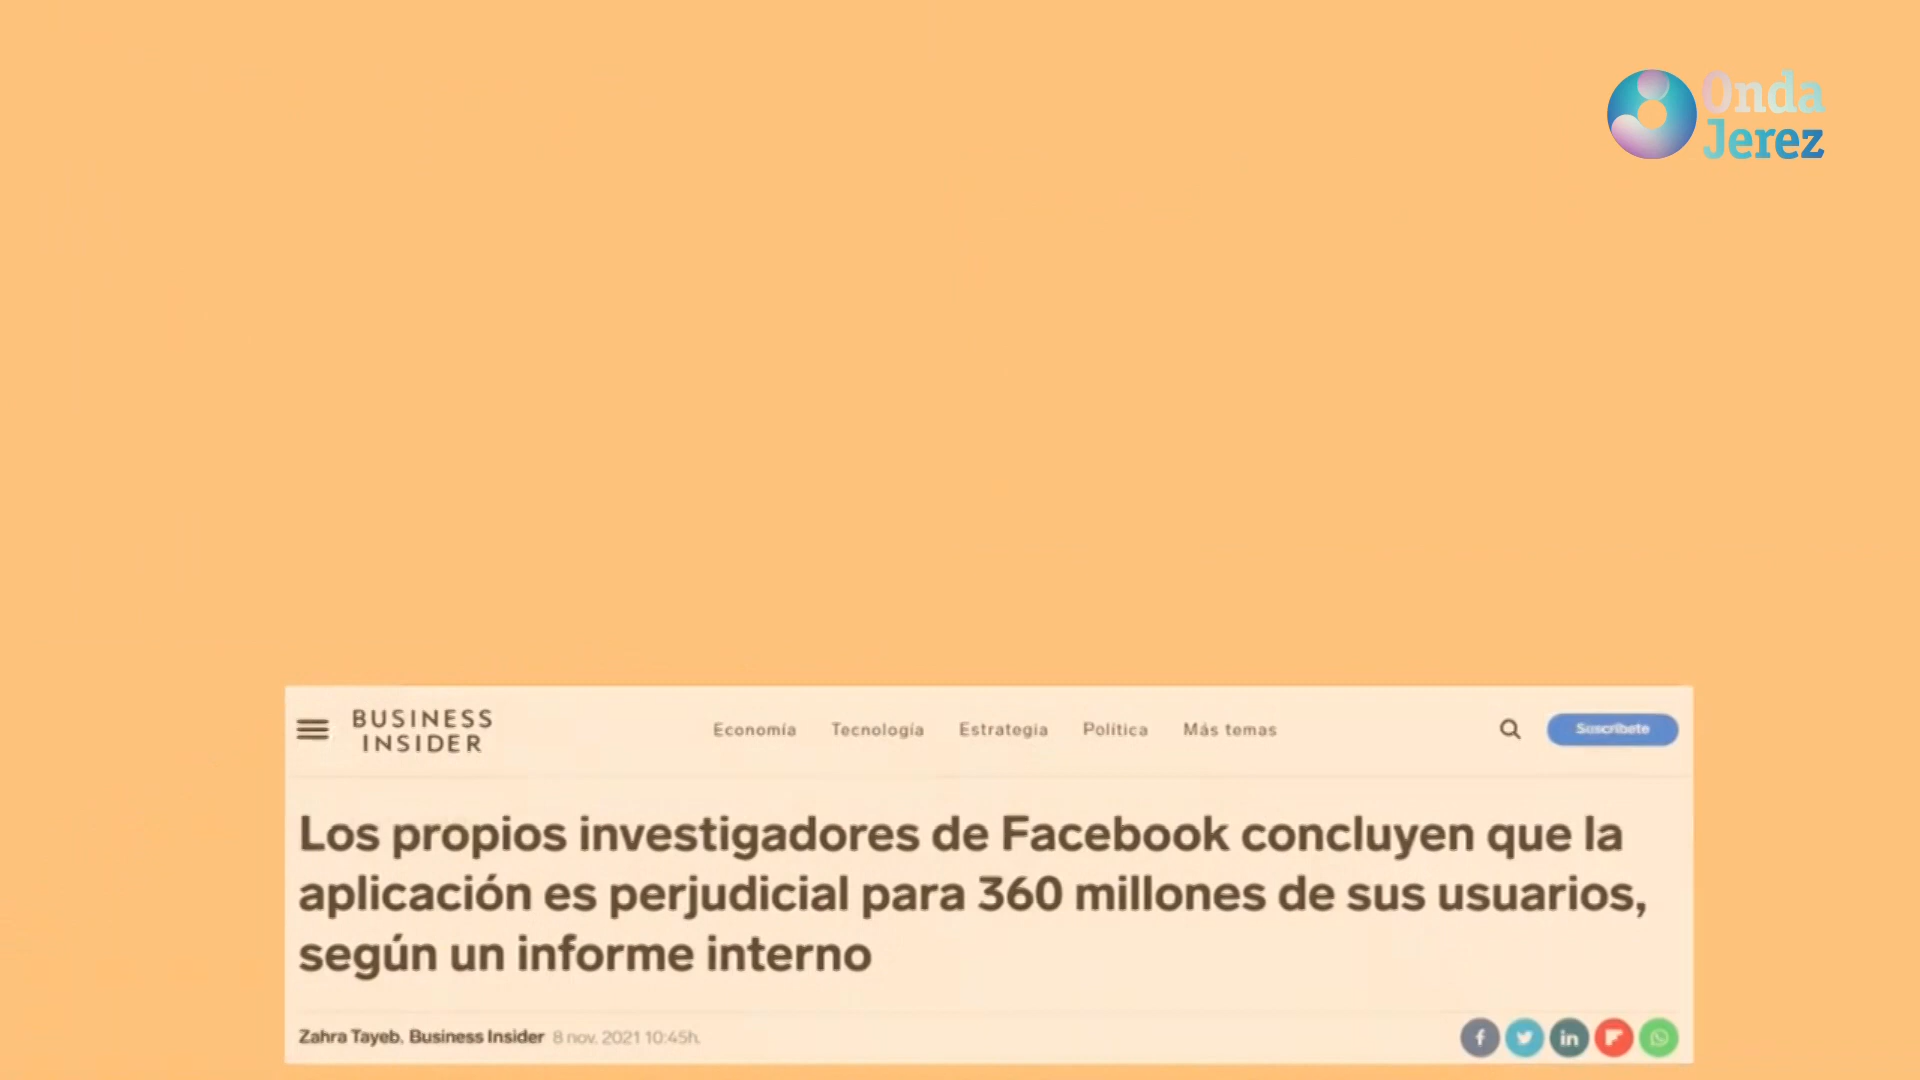 Onda
Jerez
BUSINESS
INSIDER
Economía Tecnología Estrategia Política Más temas
Suscríbete
Los propios investigadores de Facebook concluyen que la
aplicación es perjudicial para 360 millones de sus usuarios,
según un informe interno
Zahra Tayeb, Business Insider 8 nov. 2021 10:45h.